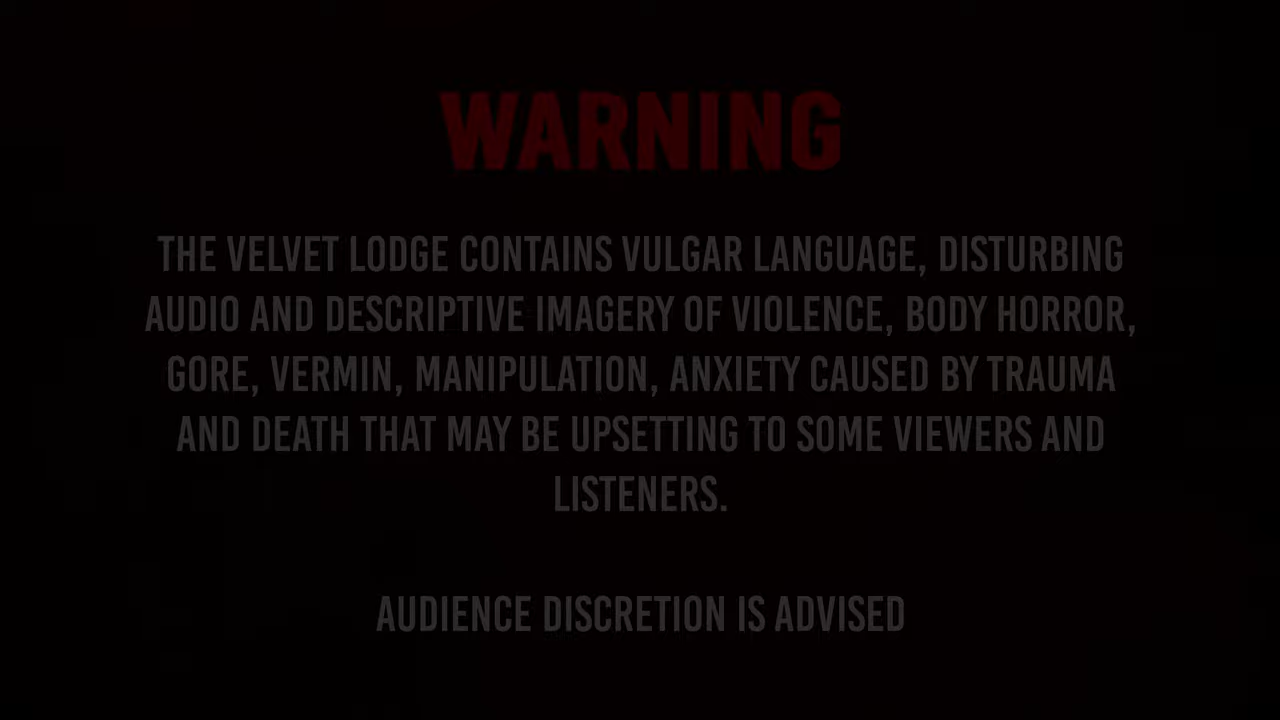 WARNING
THE VELVET LODGE CONTAINS VULGAR LANGUAGE, DISTURBING
AUDIO AND DESCRIPTIVE IMAGERY OF VIOLENCE, BODY HORROR,
GORE, VERMIN, MANIPULATION, ANXIETY CAUSED BY TRAUMA
AND DEATH THAT MAY BE UPSETTING TO SOME VIEWERS AND
LISTENERS.
AUDIENCE DISCRETION IS ADVISED